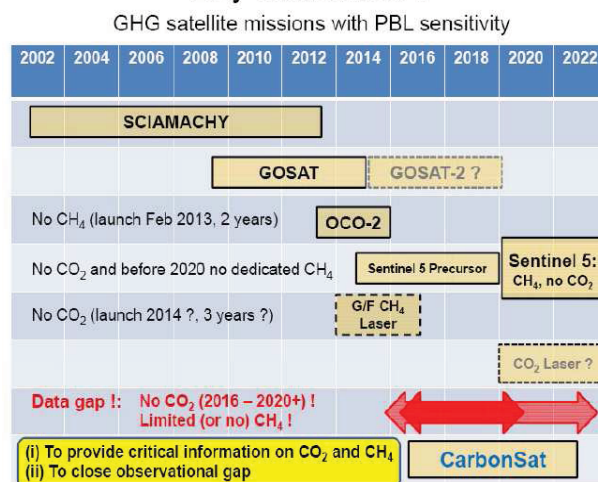 GHG satellite missions with PBL sensitivity
2002 2004 2006 2008 2010 2012 2014 2016 2018 2020 2022
SCIAMACHY
GOSAT GOSAT-2 ?
No CH₄ (launch Feb 2013, 2 years) OCO-2
No CO₂ and before 2020 no dedicated CH₄ Sentinel 5 Precursor
Sentinel 5:
CH₄, no CO₂
No CO₂ (launch 2014 ?, 3 years ?)
G/F CH₄
Laser
CO₂ Laser ?
Data gap !: No CO₂ (2016 – 2020+) !
Limited (or no) CH₄ !
(i) To provide critical information on CO₂ and CH₄
(ii) To close observational gap
CarbonSat